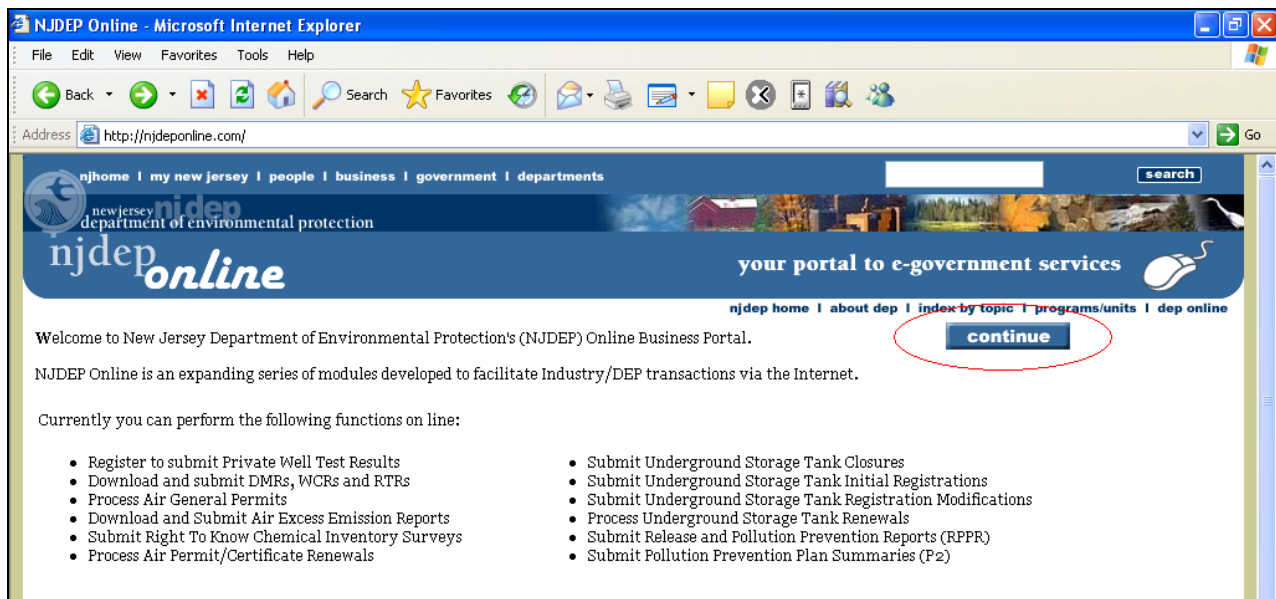 NJDEP Online - Microsoft Internet Explorer
File Edit View Favorites Tools Help
Back Search Favorites
Address http://njdeponline.com/ Go
njhome I my new jersey I people I business I government I departments search
new jersey njdep
department of environmental protection
njdep online your portal to e-government services
njdep home I about dep I index by topic I programs/units I dep online
Welcome to New Jersey Department of Environmental Protection's (NJDEP) Online Business Portal. continue
NJDEP Online is an expanding series of modules developed to facilitate Industry/DEP transactions via the Internet.
Currently you can perform the following functions on line:
• Register to submit Private Well Test Results
• Download and submit DMRs, WCRs and RTRs
• Process Air General Permits
• Download and Submit Air Excess Emission Reports
• Submit Right To Know Chemical Inventory Surveys
• Process Air Permit/Certificate Renewals
• Submit Underground Storage Tank Closures
• Submit Underground Storage Tank Initial Registrations
• Submit Underground Storage Tank Registration Modifications
• Process Underground Storage Tank Renewals
• Submit Release and Pollution Prevention Reports (RPPR)
• Submit Pollution Prevention Plan Summaries (P2)